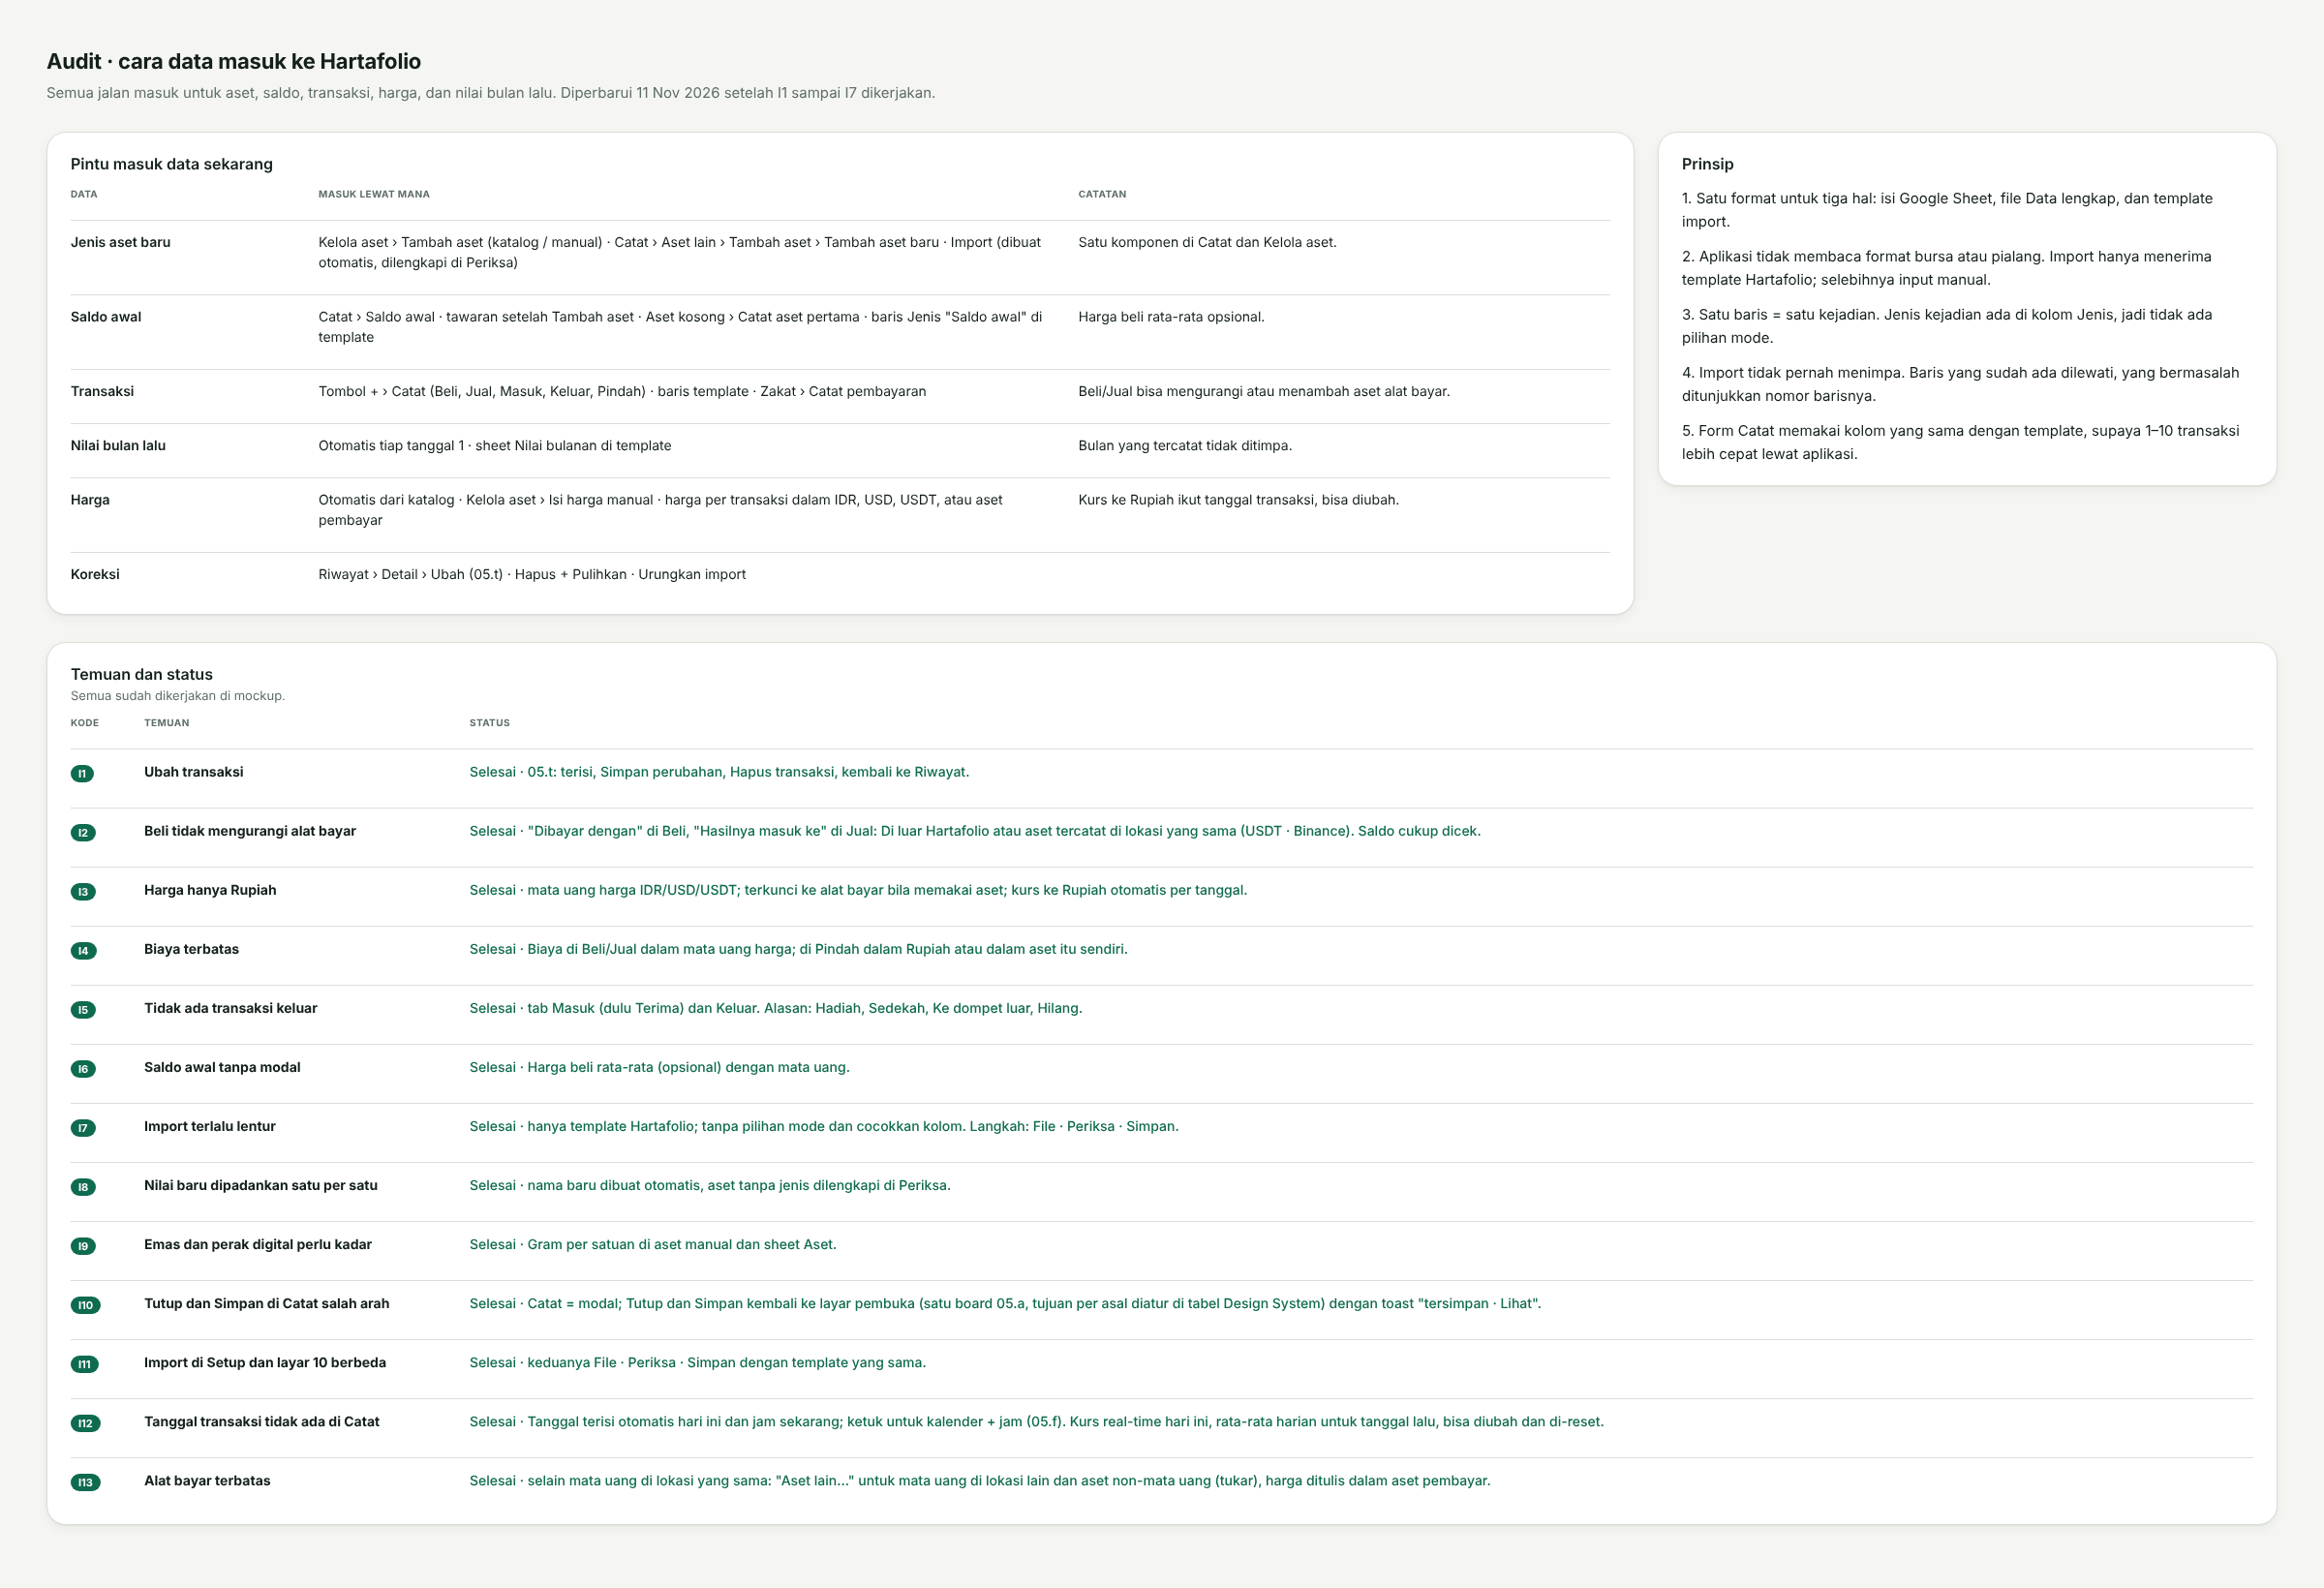 Audit · cara data masuk ke Hartafolio
Semua jalan masuk untuk aset, saldo, transaksi, harga, dan nilai bulan lalu. Diperbarui 11 Nov 2026 setelah I1 sampai I7 dikerjakan.
Pintu masuk data sekarang
DATA MASUK LEWAT MANA CATATAN
Jenis aset baru Kelola aset › Tambah aset (katalog / manual) · Catat › Aset lain › Tambah aset › Tambah aset baru · Import (dibuat Satu komponen di Catat dan Kelola aset.
otomatis, dilengkapi di Periksa)
Saldo awal Catat › Saldo awal · tawaran setelah Tambah aset · Aset kosong › Catat aset pertama · baris Jenis "Saldo awal" di Harga beli rata-rata opsional.
template
Transaksi Tombol + › Catat (Beli, Jual, Masuk, Keluar, Pindah) · baris template · Zakat › Catat pembayaran Beli/Jual bisa mengurangi atau menambah aset alat bayar.
Nilai bulan lalu Otomatis tiap tanggal 1 · sheet Nilai bulanan di template Bulan yang tercatat tidak ditimpa.
Harga Otomatis dari katalog · Kelola aset › Isi harga manual · harga per transaksi dalam IDR, USD, USDT, atau aset Kurs ke Rupiah ikut tanggal transaksi, bisa diubah.
pembayar
Koreksi Riwayat › Detail › Ubah (05.t) · Hapus + Pulihkan · Urungkan import
Prinsip
1. Satu format untuk tiga hal: isi Google Sheet, file Data lengkap, dan template
import.
2. Aplikasi tidak membaca format bursa atau pialang. Import hanya menerima
template Hartafolio; selebihnya input manual.
3. Satu baris = satu kejadian. Jenis kejadian ada di kolom Jenis, jadi tidak ada
pilihan mode.
4. Import tidak pernah menimpa. Baris yang sudah ada dilewati, yang bermasalah
ditunjukkan nomor barisnya.
5. Form Catat memakai kolom yang sama dengan template, supaya 1–10 transaksi
lebih cepat lewat aplikasi.
Temuan dan status
Semua sudah dikerjakan di mockup.
KODE TEMUAN STATUS
I1 Ubah transaksi Selesai · 05.t: terisi, Simpan perubahan, Hapus transaksi, kembali ke Riwayat.
I2 Beli tidak mengurangi alat bayar Selesai · "Dibayar dengan" di Beli, "Hasilnya masuk ke" di Jual: Di luar Hartafolio atau aset tercatat di lokasi yang sama (USDT · Binance). Saldo cukup dicek.
I3 Harga hanya Rupiah Selesai · mata uang harga IDR/USD/USDT; terkunci ke alat bayar bila memakai aset; kurs ke Rupiah otomatis per tanggal.
I4 Biaya terbatas Selesai · Biaya di Beli/Jual dalam mata uang harga; di Pindah dalam Rupiah atau dalam aset itu sendiri.
I5 Tidak ada transaksi keluar Selesai · tab Masuk (dulu Terima) dan Keluar. Alasan: Hadiah, Sedekah, Ke dompet luar, Hilang.
I6 Saldo awal tanpa modal Selesai · Harga beli rata-rata (opsional) dengan mata uang.
I7 Import terlalu lentur Selesai · hanya template Hartafolio; tanpa pilihan mode dan cocokkan kolom. Langkah: File · Periksa · Simpan.
I8 Nilai baru dipadankan satu per satu Selesai · nama baru dibuat otomatis, aset tanpa jenis dilengkapi di Periksa.
I9 Emas dan perak digital perlu kadar Selesai · Gram per satuan di aset manual dan sheet Aset.
I10 Tutup dan Simpan di Catat salah arah Selesai · Catat = modal; Tutup dan Simpan kembali ke layar pembuka (satu board 05.a, tujuan per asal diatur di tabel Design System) dengan toast "tersimpan · Lihat".
I11 Import di Setup dan layar 10 berbeda Selesai · keduanya File · Periksa · Simpan dengan template yang sama.
I12 Tanggal transaksi tidak ada di Catat Selesai · Tanggal terisi otomatis hari ini dan jam sekarang; ketuk untuk kalender + jam (05.f). Kurs real-time hari ini, rata-rata harian untuk tanggal lalu, bisa diubah dan di-reset.
I13 Alat bayar terbatas Selesai · selain mata uang di lokasi yang sama: "Aset lain…" untuk mata uang di lokasi lain dan aset non-mata uang (tukar), harga ditulis dalam aset pembayar.